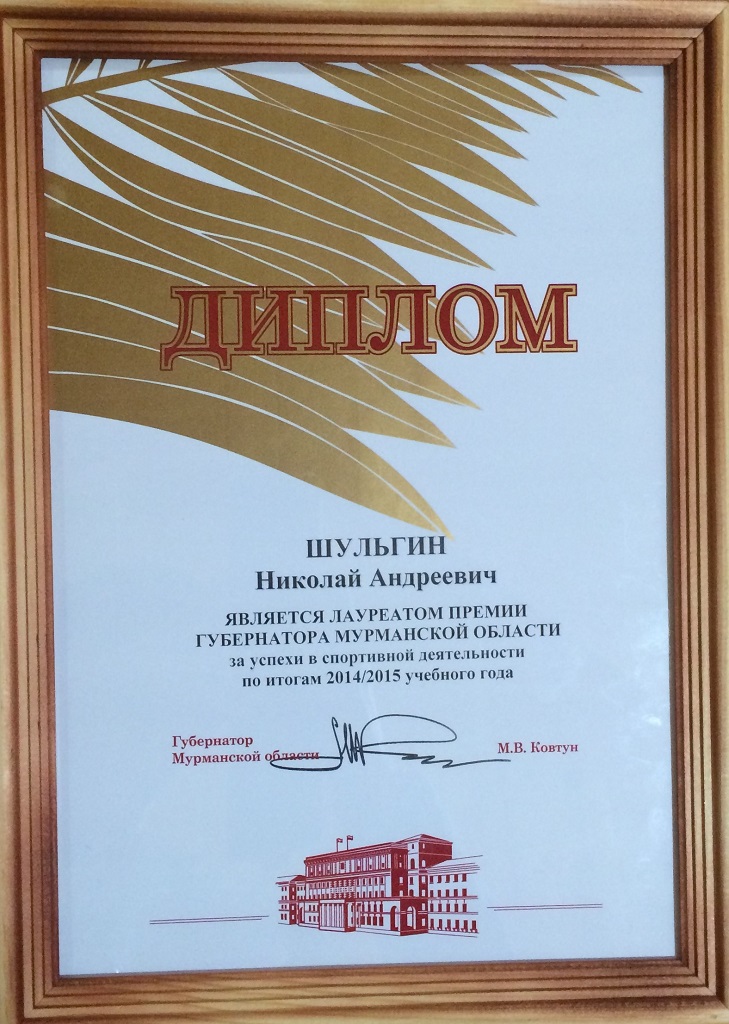 ДИПЛОМ
ШУЛЬГИН
Николай Андреевич
ЯВЛЯЕТСЯ ЛАУРЕАТОМ ПРЕМИИ
ГУБЕРНАТОРА МУРМАНСКОЙ ОБЛАСТИ
за успехи в спортивной деятельности
по итогам 2014/2015 учебного года
Губернатор
Мурманской области
М.В. Ковтун